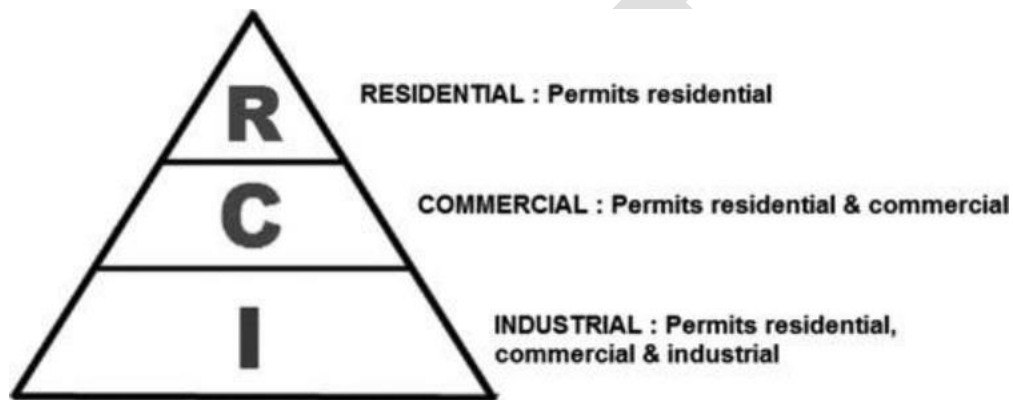 R
RESIDENTIAL : Permits residential
C
COMMERCIAL : Permits residential & commercial
I
INDUSTRIAL : Permits residential,
commercial & industrial